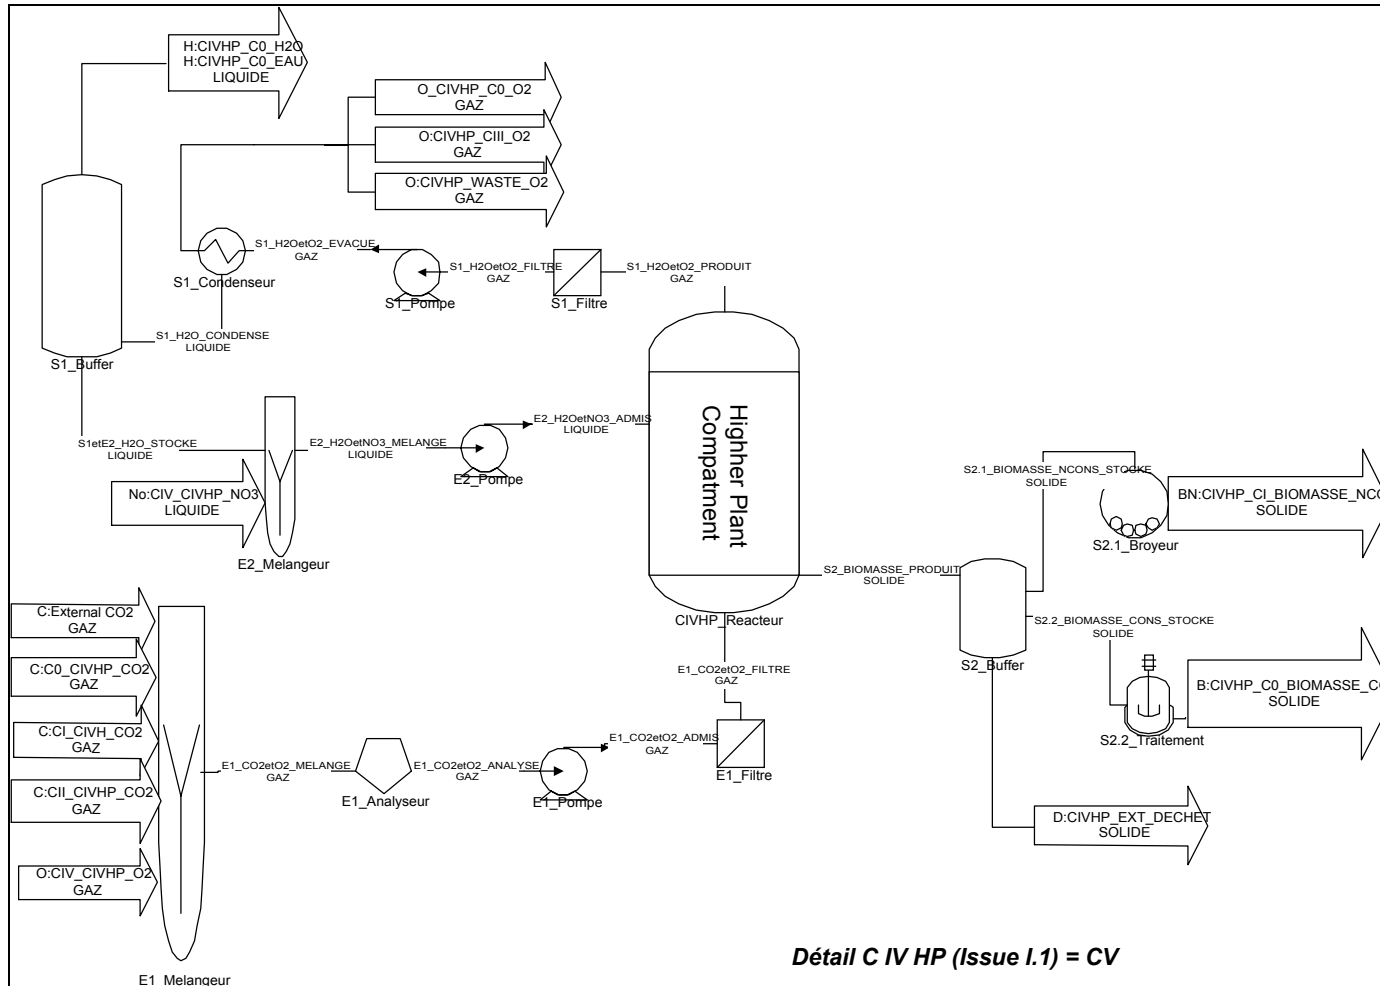 H:CIVHP_C0_H2O
H:CIVHP_C0_EAU
LIQUIDE
O_CIVHP_C0_O2
GAZ
O:CIVHP_CIII_O2
GAZ
O:CIVHP_WASTE_O2
GAZ
S1_H2OetO2_EVACUE
GAZ
S1_H2OetO2_FILTRE
GAZ
S1_H2OetO2_PRODUIT
GAZ
S1_Condenseur
S1_Pompe
S1_Filtre
S1_H2O_CONDENSE
LIQUIDE
S1_Buffer
Highher Plant
Compatment
S1etE2_H2O_STOCKE
LIQUIDE
E2_H2OetNO3_MELANGE
LIQUIDE
E2_H2OetNO3_ADMIS
LIQUIDE
E2_Pompe
No:CIV_CIVHP_NO3
LIQUIDE
E2_Melangeur
S2.1_BIOMASSE_NCONS_STOCKE
SOLIDE
BN:CIVHP_CI_BIOMASSE_NCO
SOLIDE
S2.1_Broyeur
S2_BIOMASSE_PRODUIT
SOLIDE
CIVHP_Reacteur
S2.2_BIOMASSE_CONS_STOCKE
SOLIDE
S2_Buffer
B:CIVHP_C0_BIOMASSE_CO
SOLIDE
S2.2_Traitement
C:External CO2
GAZ
C:C0_CIVHP_CO2
GAZ
C:CI_CIVH_CO2
GAZ
C:CII_CIVHP_CO2
GAZ
O:CIV_CIVHP_O2
GAZ
E1_CO2etO2_FILTRE
GAZ
E1_CO2etO2_MELANGE
GAZ
E1_CO2etO2_ANALYSE
GAZ
E1_CO2etO2_ADMIS
GAZ
E1_Filtre
E1_Analyseur
E1_Pompe
D:CIVHP_EXT_DECHET
SOLIDE
E1_Melangeur
Détail C IV HP (Issue I.1) = CV